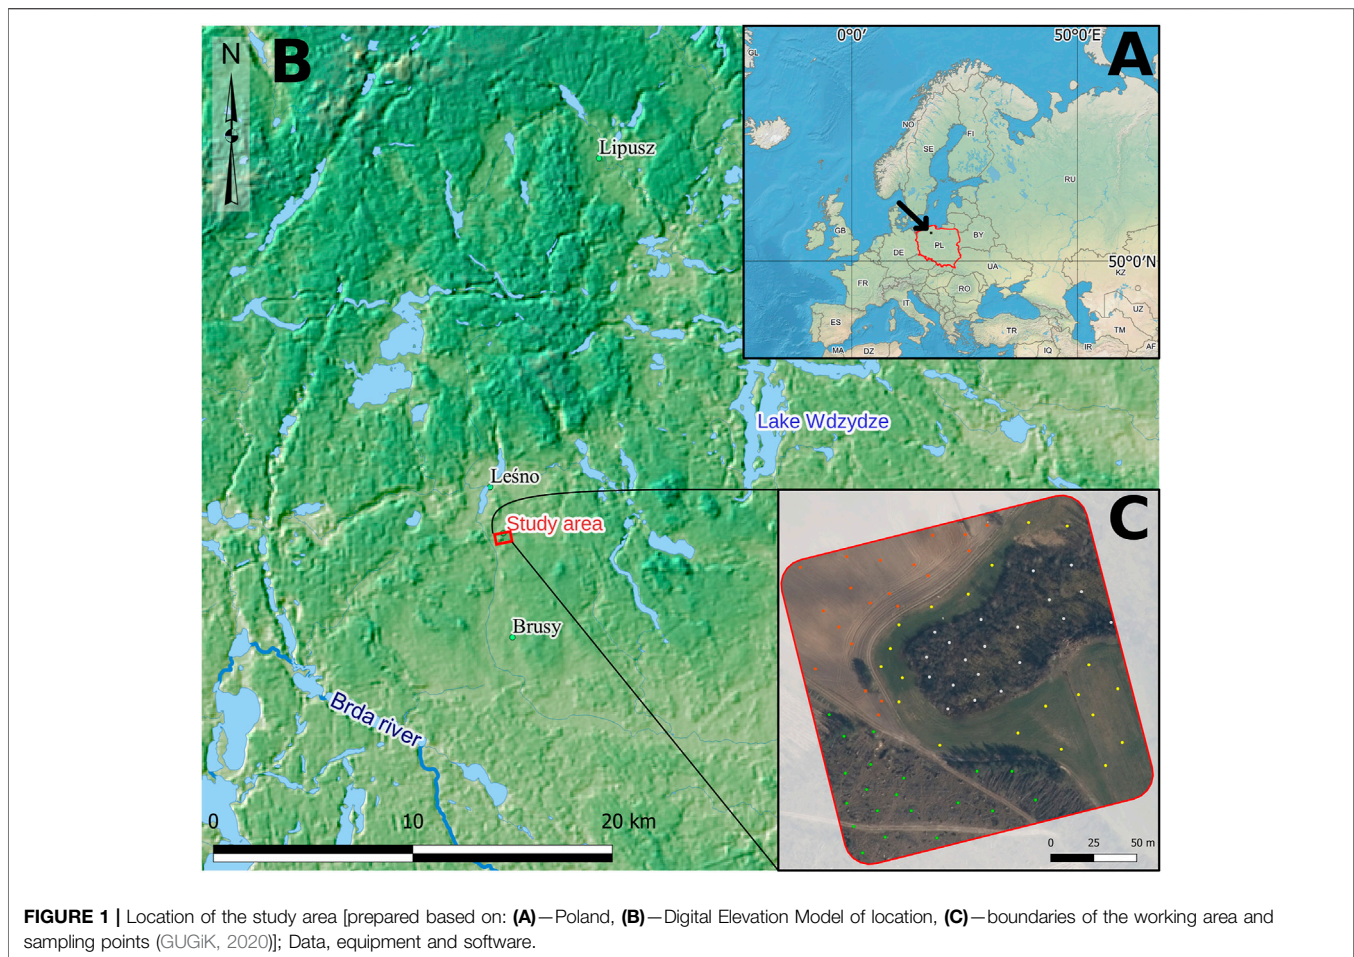 N
B
Lipusz
Lake Wdzydze
Leśno
Study area
Brusy
Brda river
0 10 20 km
A
0°0′ 50°0′E
50°0′N
GL
NO
SE
FI
RU
GB
DE
PL
BY
UA
FR
IT
RO
KZ
ES
TR
UZ
TM
MA
DZ
IQ
IR
AF
C
0 25 50 m
FIGURE 1 | Location of the study area [prepared based on: (A)—Poland, (B)—Digital Elevation Model of location, (C)—boundaries of the working area and
sampling points (GUGiK, 2020)]; Data, equipment and software.